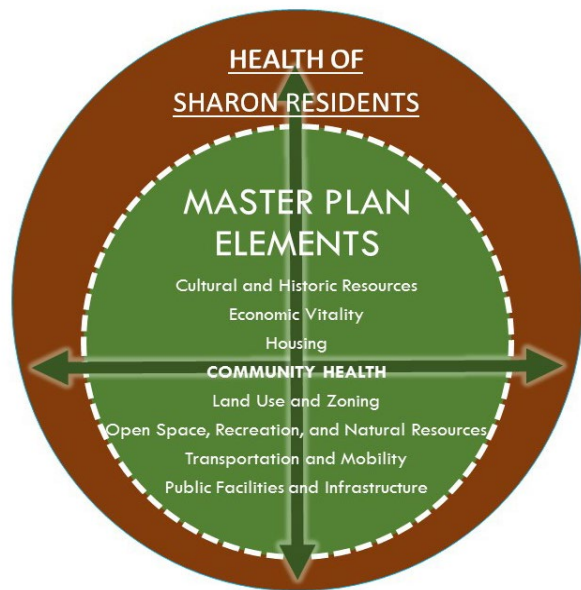 HEALTH OF
SHARON RESIDENTS
MASTER PLAN
ELEMENTS
Cultural and Historic Resources
Economic Vitality
Housing
COMMUNITY HEALTH
Land Use and Zoning
Open Space, Recreation, and Natural Resources
Transportation and Mobility
Public Facilities and Infrastructure